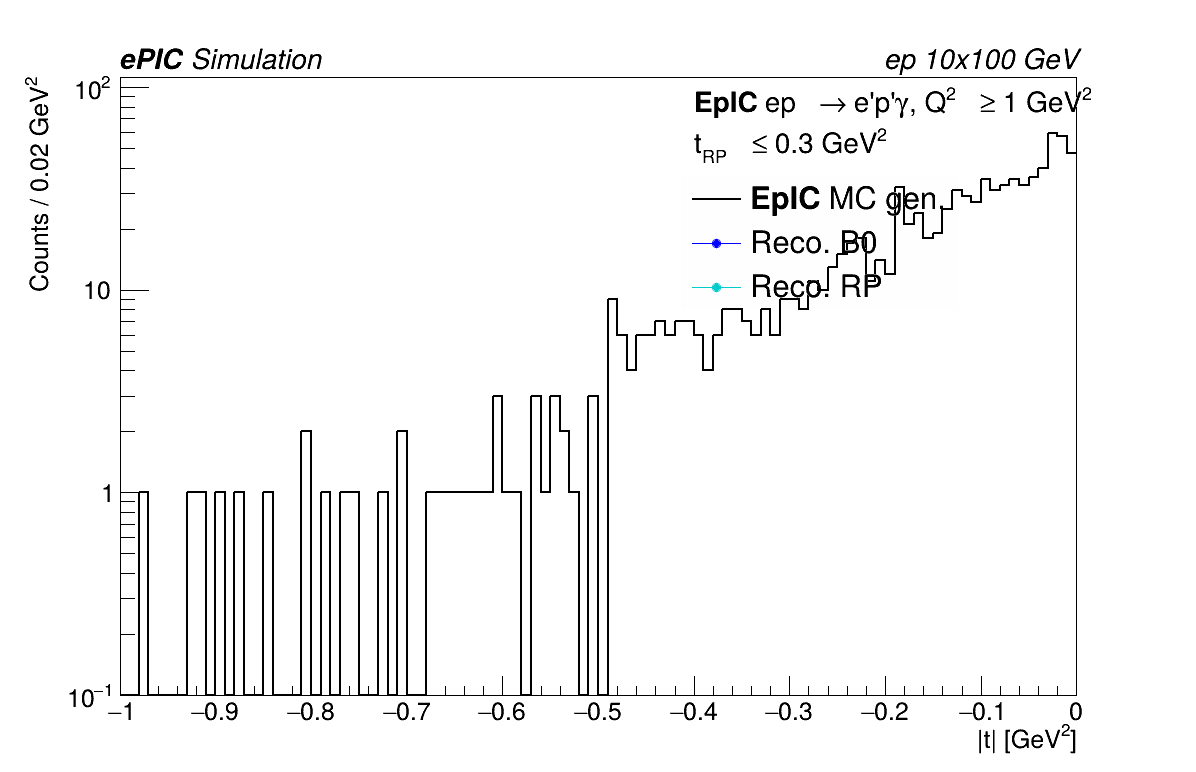 ePIC Simulation ep 10x100 GeV
EpIC ep → e'p'γ, Q² ≥ 1 GeV²
t_RP ≤ 0.3 GeV²
EpIC MC gen.
Reco. B0
Reco. RP
Counts / 0.02 GeV²
10²
10
1
10⁻¹
−1 −0.9 −0.8 −0.7 −0.6 −0.5 −0.4 −0.3 −0.2 −0.1 0
|t| [GeV²]